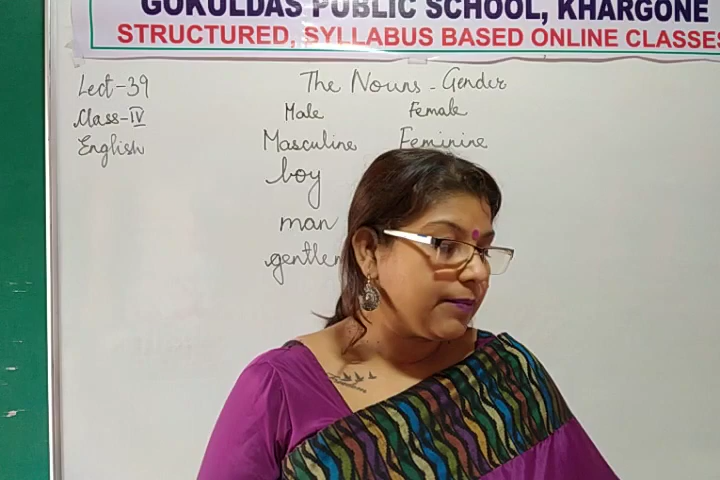 GOKULDAS PUBLIC SCHOOL, KHARGONE
STRUCTURED, SYLLABUS BASED ONLINE CLASSES
Lect-39 The Nouns - Gender
Class-IV Male Female
English Masculine Feminine
boy
man
gentlem